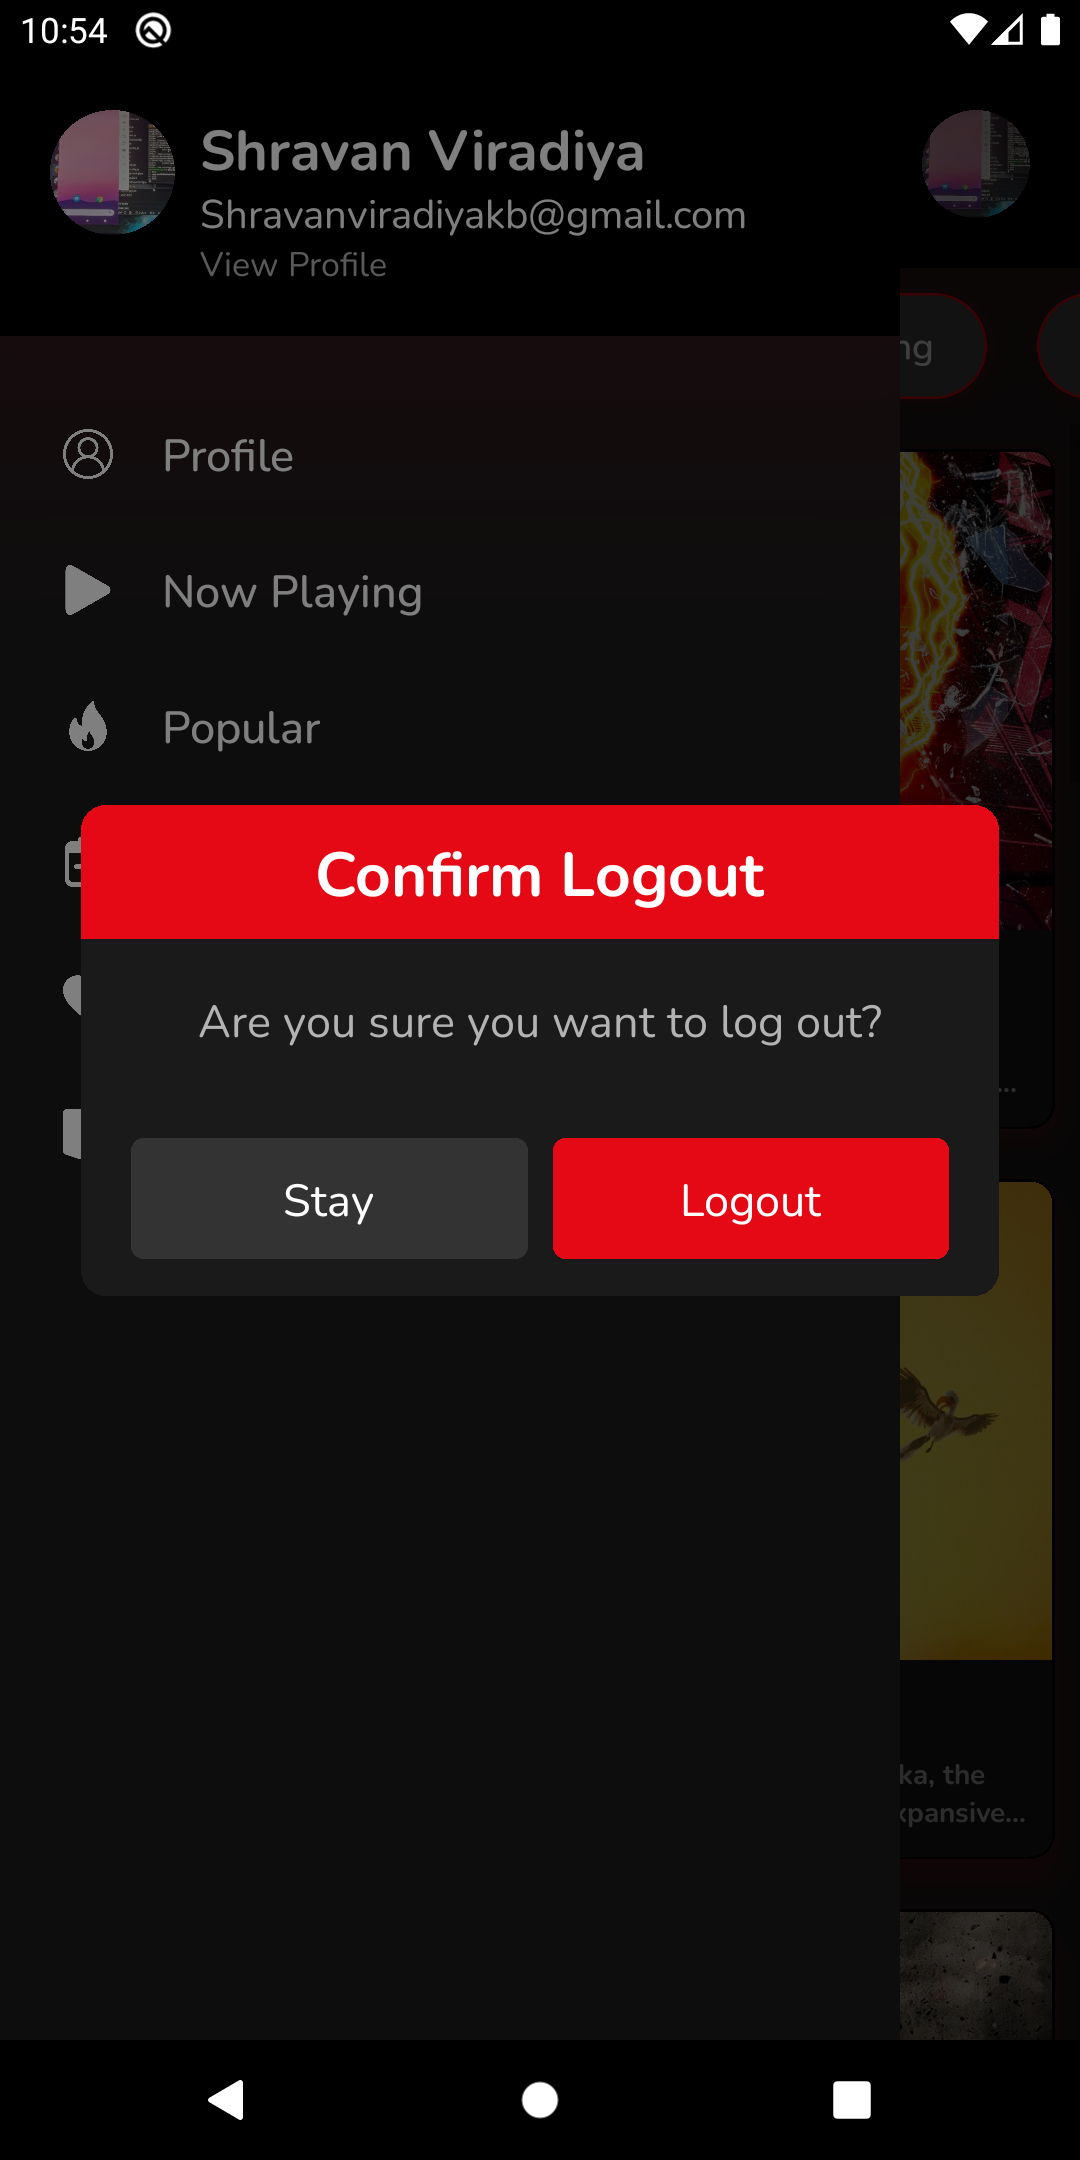 10:54
Shravan Viradiya
Shravanviradiyakb@gmail.com
View Profile
ng
Profile
Now Playing
Popular
Confirm Logout
Are you sure you want to log out?
...
Stay
Logout
ka, the
xpansive...